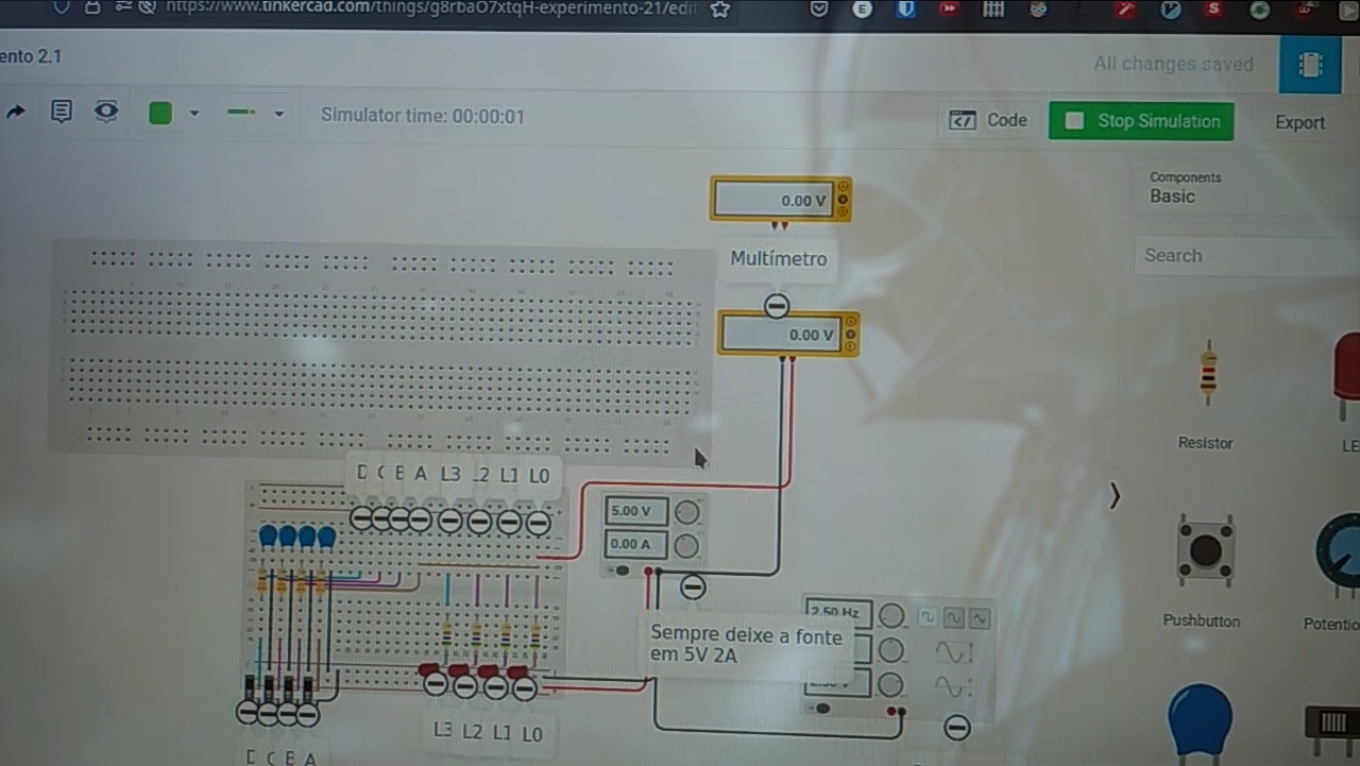 https://www.tinkercad.com/things/g8rbaO7xtqH-experimento-21/edit
ento 2.1
All changes saved
Simulator time: 00:00:01
Code
Stop Simulation
Export
Components
Basic
Search
0.00 V
Multímetro
0.00 V
D C B A L3 L2 L1 L0
5.00 V
0.00 A
2.50 Hz
Sempre deixe a fonte
em 5V 2A
L3 L2 L1 L0
D C B A
Resistor
LE
Pushbutton
Potentio